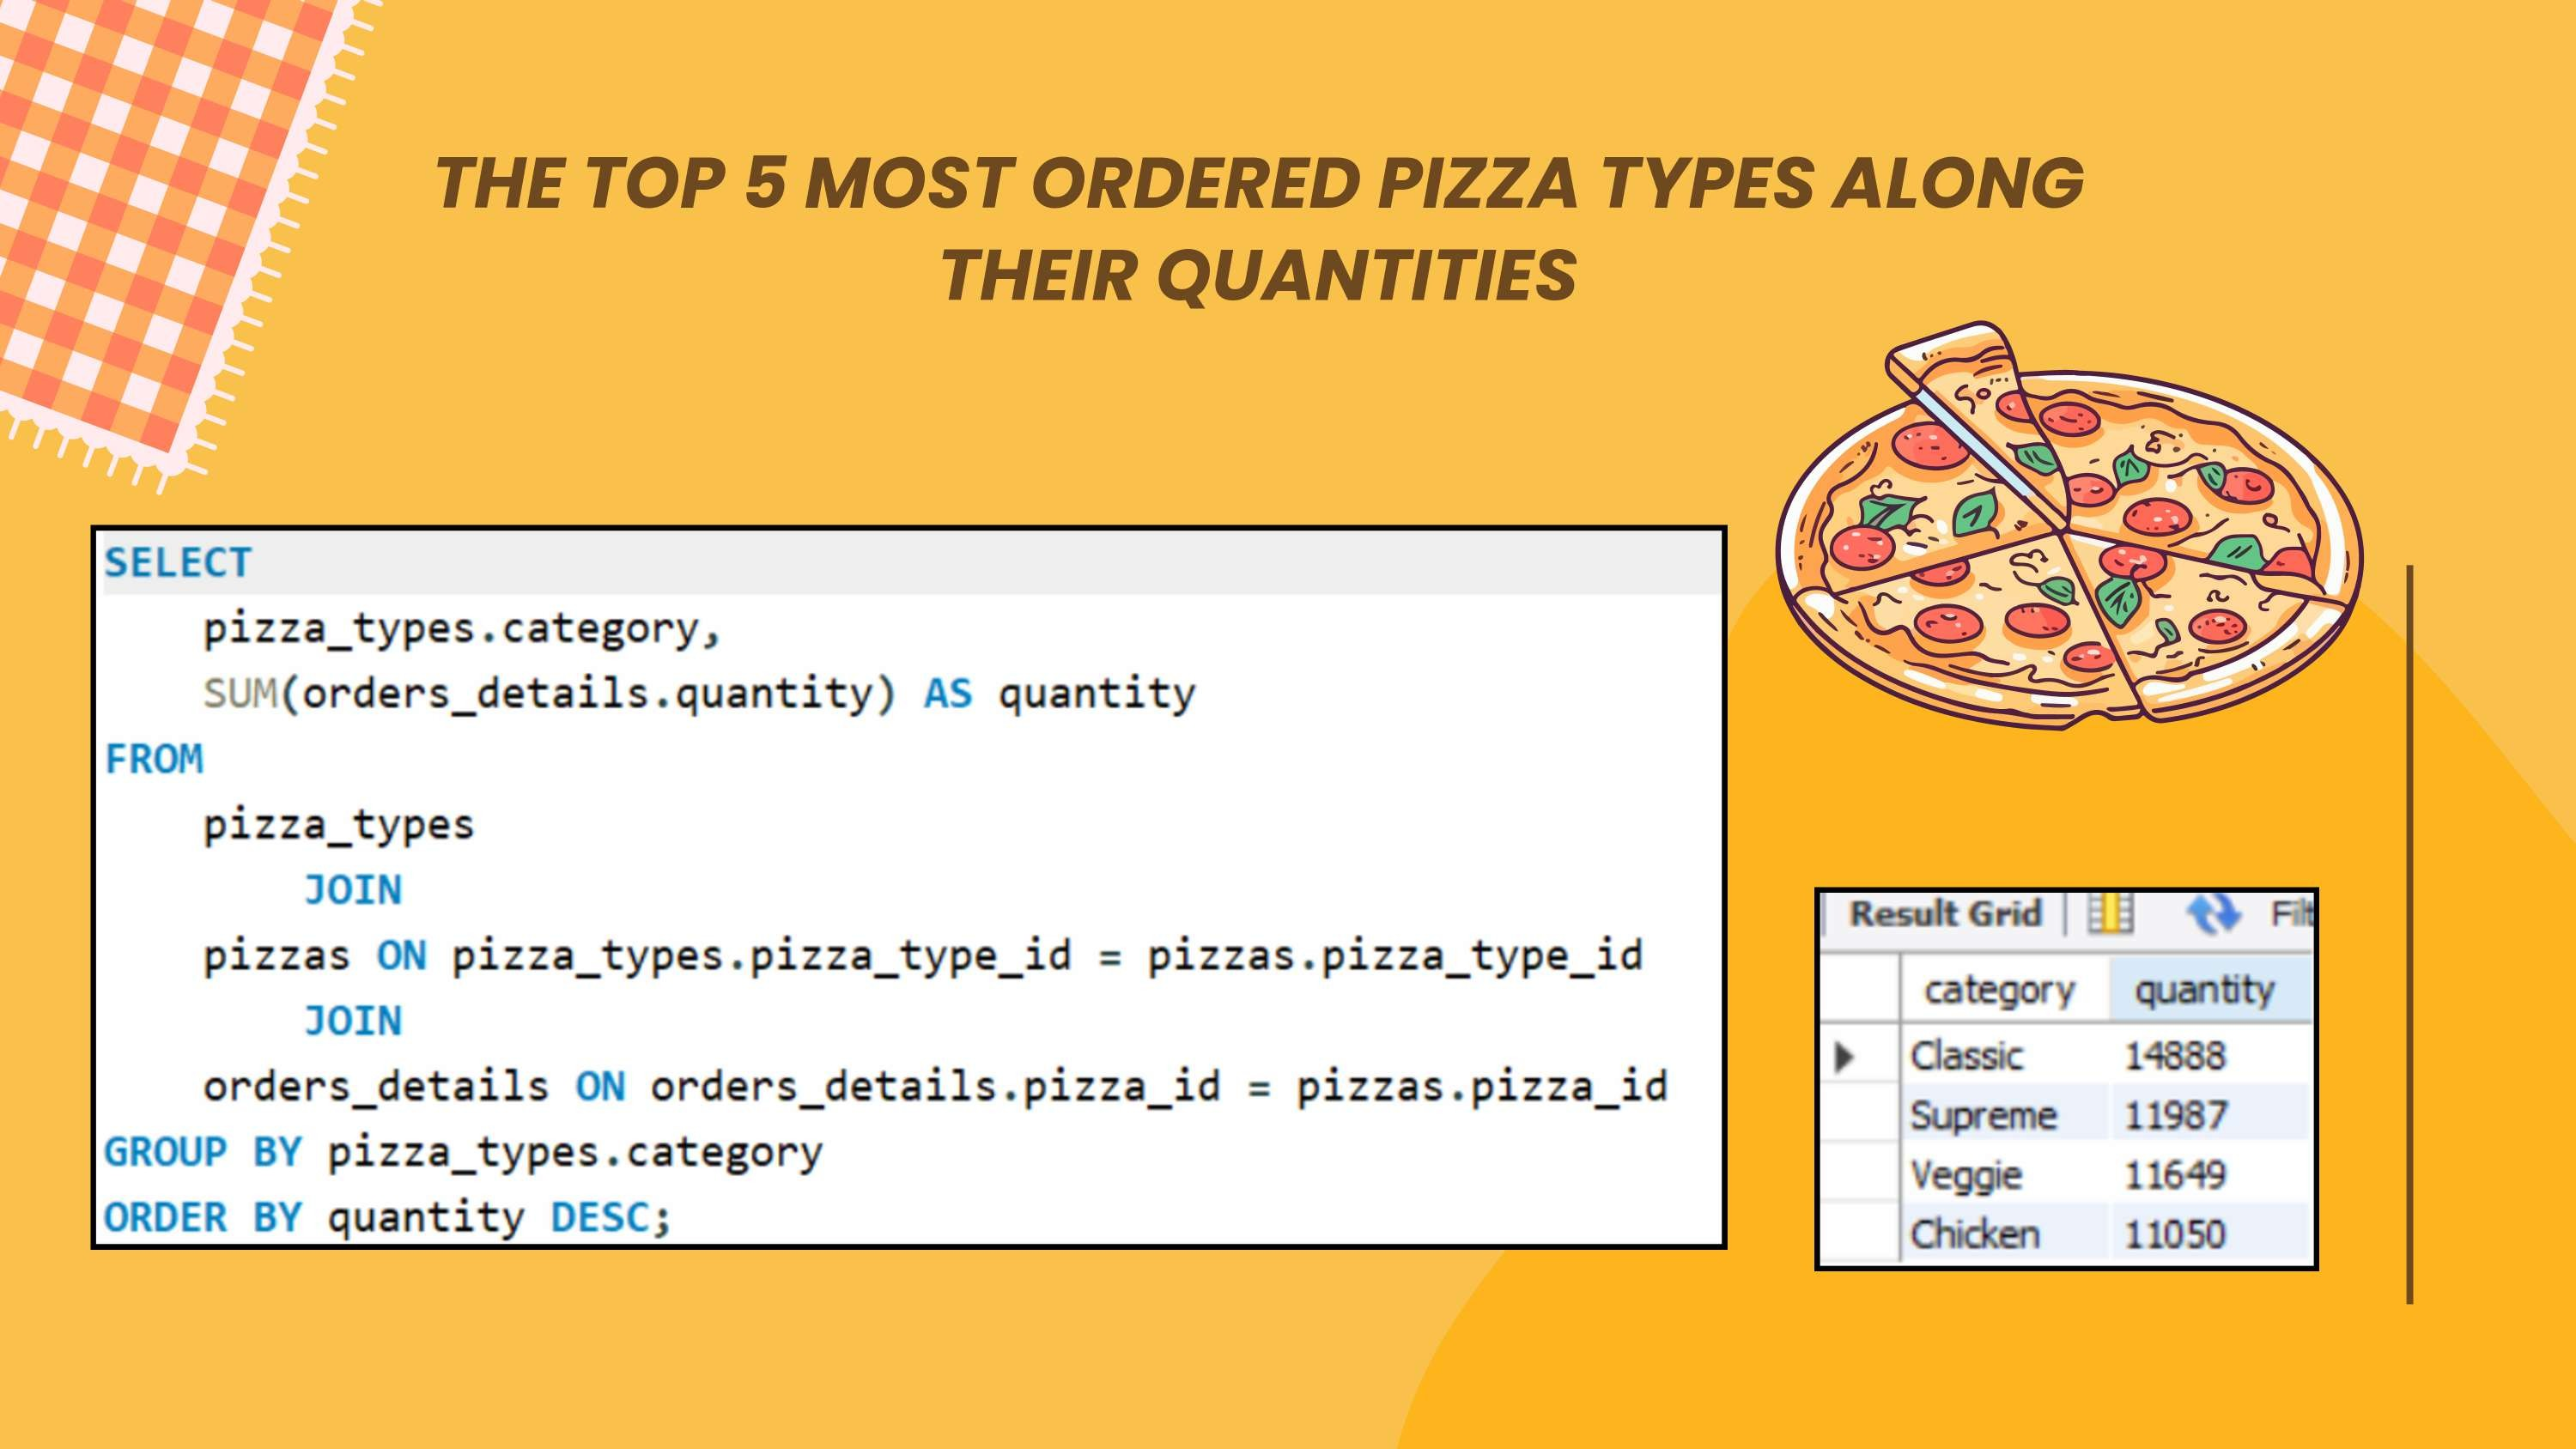 THE TOP 5 MOST ORDERED PIZZA TYPES ALONG
THEIR QUANTITIES
SELECT
pizza_types.category,
SUM(orders_details.quantity) AS quantity
FROM
pizza_types
JOIN
pizzas ON pizza_types.pizza_type_id = pizzas.pizza_type_id
JOIN
orders_details ON orders_details.pizza_id = pizzas.pizza_id
GROUP BY pizza_types.category
ORDER BY quantity DESC;
Result Grid Filt
category quantity
Classic 14888
Supreme 11987
Veggie 11649
Chicken 11050